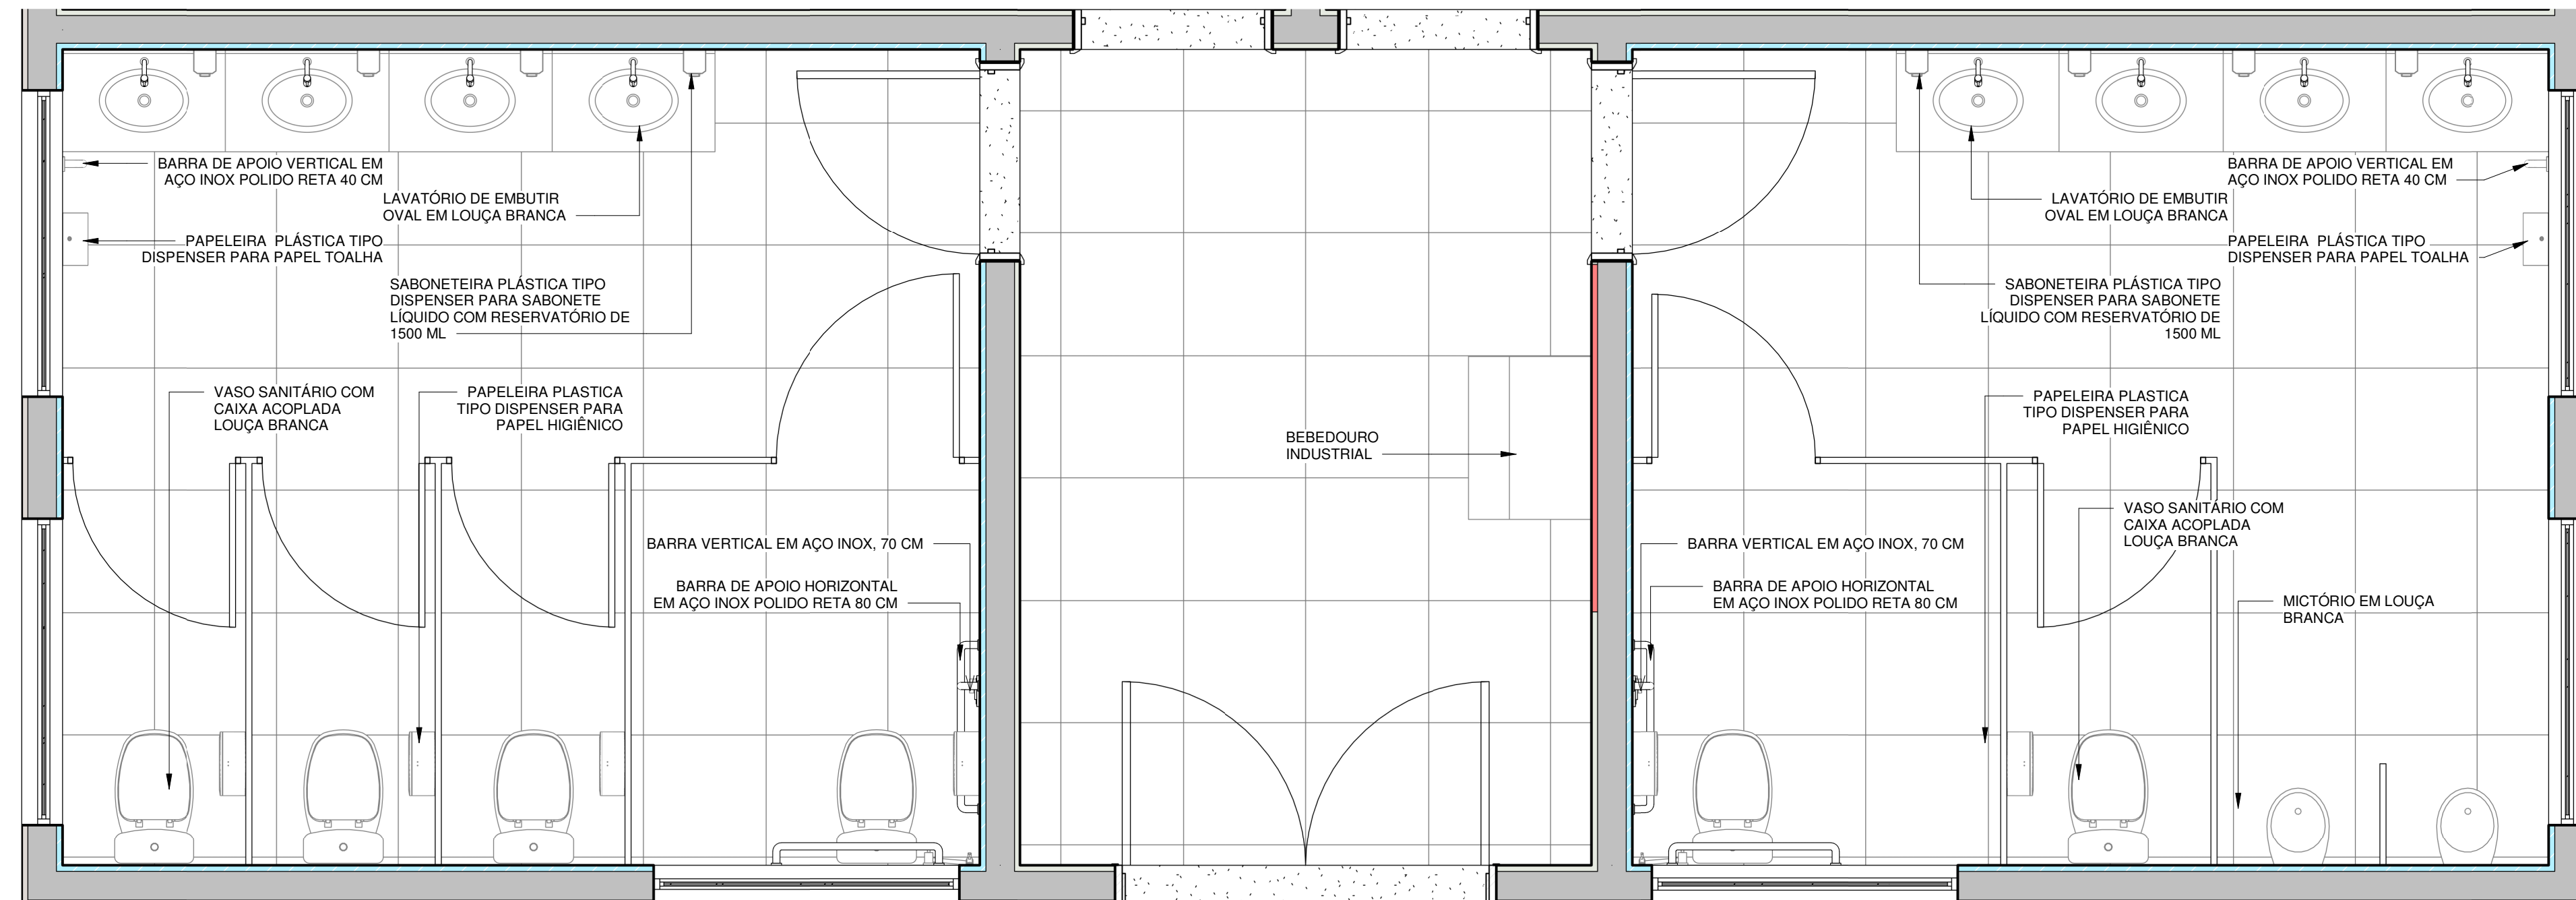 BARRA DE APOIO VERTICAL EM
AÇO INOX POLIDO RETA 40 CM
LAVATÓRIO DE EMBUTIR
OVAL EM LOUÇA BRANCA
PAPELEIRA  PLÁSTICA TIPO
DISPENSER PARA PAPEL TOALHA
SABONETEIRA PLÁSTICA TIPO
DISPENSER PARA SABONETE
LÍQUIDO COM RESERVATÓRIO DE
1500 ML
VASO SANITÁRIO COM
CAIXA ACOPLADA
LOUÇA BRANCA
PAPELEIRA PLASTICA
TIPO DISPENSER PARA
PAPEL HIGIÊNICO
BARRA VERTICAL EM AÇO INOX, 70 CM
BARRA DE APOIO HORIZONTAL
EM AÇO INOX POLIDO RETA 80 CM
BEBEDOURO
INDUSTRIAL
BARRA DE APOIO VERTICAL EM
AÇO INOX POLIDO RETA 40 CM
LAVATÓRIO DE EMBUTIR
OVAL EM LOUÇA BRANCA
PAPELEIRA  PLÁSTICA TIPO
DISPENSER PARA PAPEL TOALHA
SABONETEIRA PLÁSTICA TIPO
DISPENSER PARA SABONETE
LÍQUIDO COM RESERVATÓRIO DE
1500 ML
PAPELEIRA PLASTICA
TIPO DISPENSER PARA
PAPEL HIGIÊNICO
VASO SANITÁRIO COM
CAIXA ACOPLADA
LOUÇA BRANCA
BARRA VERTICAL EM AÇO INOX, 70 CM
BARRA DE APOIO HORIZONTAL
EM AÇO INOX POLIDO RETA 80 CM
MICTÓRIO EM LOUÇA
BRANCA